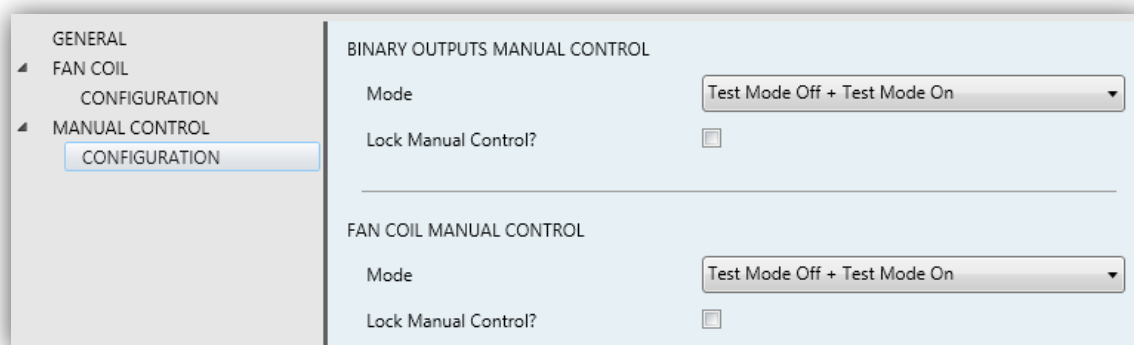 GENERAL
FAN COIL
CONFIGURATION
MANUAL CONTROL
CONFIGURATION
BINARY OUTPUTS MANUAL CONTROL
Mode Test Mode Off + Test Mode On
Lock Manual Control?
FAN COIL MANUAL CONTROL
Mode Test Mode Off + Test Mode On
Lock Manual Control?